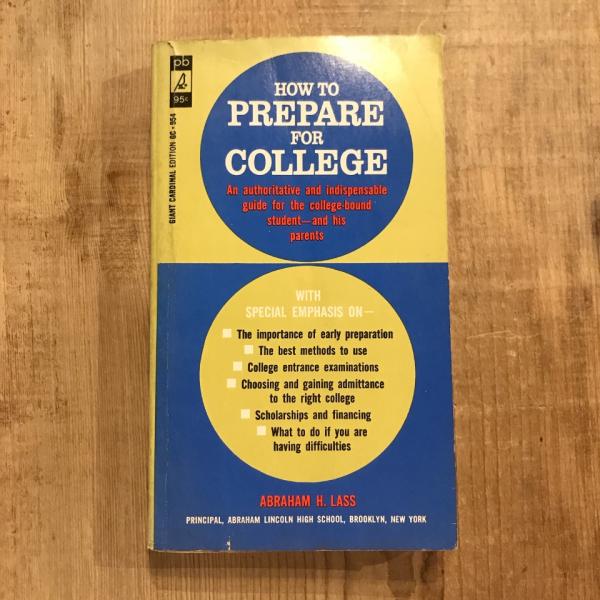 pb
95¢
GIANT CARDINAL EDITION GC·954
HOW TO
PREPARE
FOR
COLLEGE
An authoritative and indispensable
guide for the college-bound
student—and his
parents
WITH
SPECIAL EMPHASIS ON—
The importance of early preparation
The best methods to use
College entrance examinations
Choosing and gaining admittance
to the right college
Scholarships and financing
What to do if you are
having difficulties
ABRAHAM H. LASS
PRINCIPAL, ABRAHAM LINCOLN HIGH SCHOOL, BROOKLYN, NEW YORK